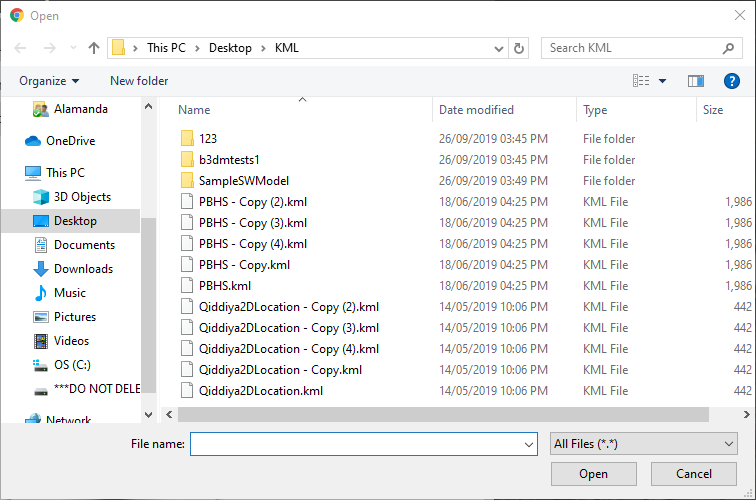 Open
This PC Desktop KML
Search KML
Organize New folder
Name Date modified Type Size
Alamanda
OneDrive
This PC
3D Objects
Desktop
Documents
Downloads
Music
Pictures
Videos
OS (C:)
***DO NOT DELE
Network
123 26/09/2019 03:45 PM File folder
b3dmtests1 26/09/2019 03:45 PM File folder
SampleSWModel 26/09/2019 03:49 PM File folder
PBHS - Copy (2).kml 18/06/2019 04:25 PM KML File 1,986
PBHS - Copy (3).kml 18/06/2019 04:25 PM KML File 1,986
PBHS - Copy (4).kml 18/06/2019 04:25 PM KML File 1,986
PBHS - Copy.kml 18/06/2019 04:25 PM KML File 1,986
PBHS.kml 18/06/2019 04:25 PM KML File 1,986
Qiddiya2DLocation - Copy (2).kml 14/05/2019 10:06 PM KML File 442
Qiddiya2DLocation - Copy (3).kml 14/05/2019 10:06 PM KML File 442
Qiddiya2DLocation - Copy (4).kml 14/05/2019 10:06 PM KML File 442
Qiddiya2DLocation - Copy.kml 14/05/2019 10:06 PM KML File 442
Qiddiya2DLocation.kml 14/05/2019 10:06 PM KML File 442
File name: All Files (*.*)
Open Cancel